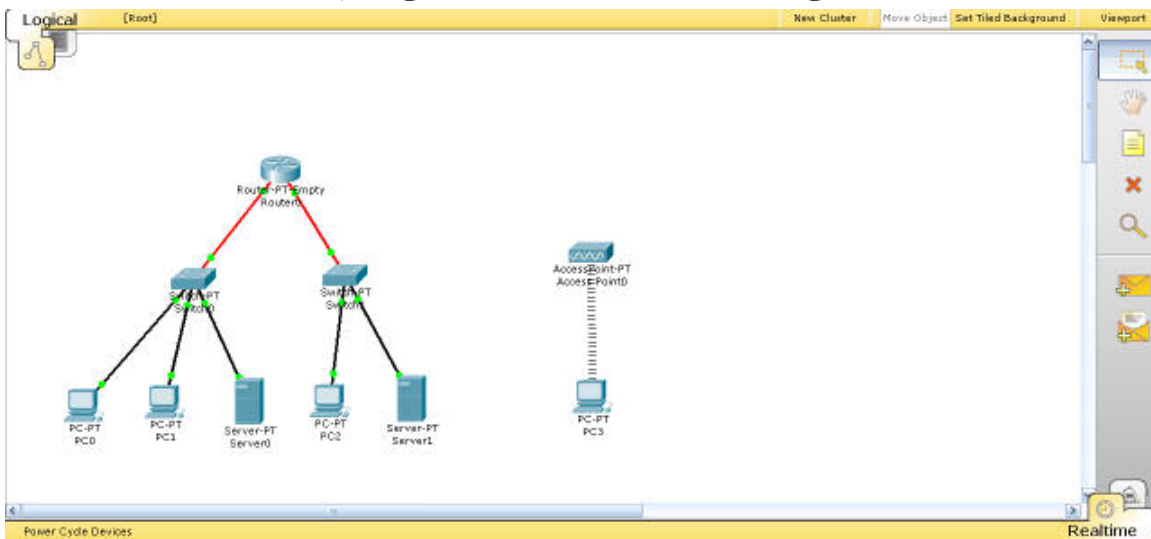 Logical
[Root]
New Cluster
Move Object
Set Tiled Background
Viewport
Router-PT-Empty
Router0
AccessPoint-PT
Access Point0
Switch-PT
Switch0
Switch-PT
PC-PT
PC0
PC-PT
PC1
Server-PT
Server0
PC-PT
PC2
Server-PT
Server1
PC-PT
PC3
Power Cycle Devices
Realtime